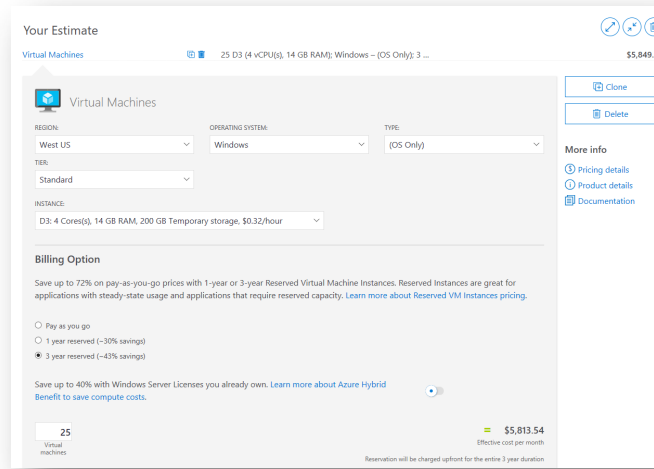 Your Estimate
Virtual Machines
25 D3 (4 vCPU(s), 14 GB RAM); Windows – (OS Only); 3 ...
$5,849.
Clone
Delete
Virtual Machines
REGION:
OPERATING SYSTEM:
TYPE:
West US
Windows
(OS Only)
TIER:
Standard
More info
Pricing details
Product details
Documentation
INSTANCE:
D3: 4 Cores(s), 14 GB RAM, 200 GB Temporary storage, $0.32/hour
Billing Option
Save up to 72% on pay-as-you-go prices with 1-year or 3-year Reserved Virtual Machine Instances. Reserved Instances are great for
applications with steady-state usage and applications that require reserved capacity. Learn more about Reserved VM Instances pricing.
Pay as you go
1 year reserved (~30% savings)
3 year reserved (~43% savings)
Save up to 40% with Windows Server Licenses you already own. Learn more about Azure Hybrid
Benefit to save compute costs.
25
Virtual
machines
= $5,813.54
Effective cost per month
Reservation will be charged upfront for the entire 3 year duration